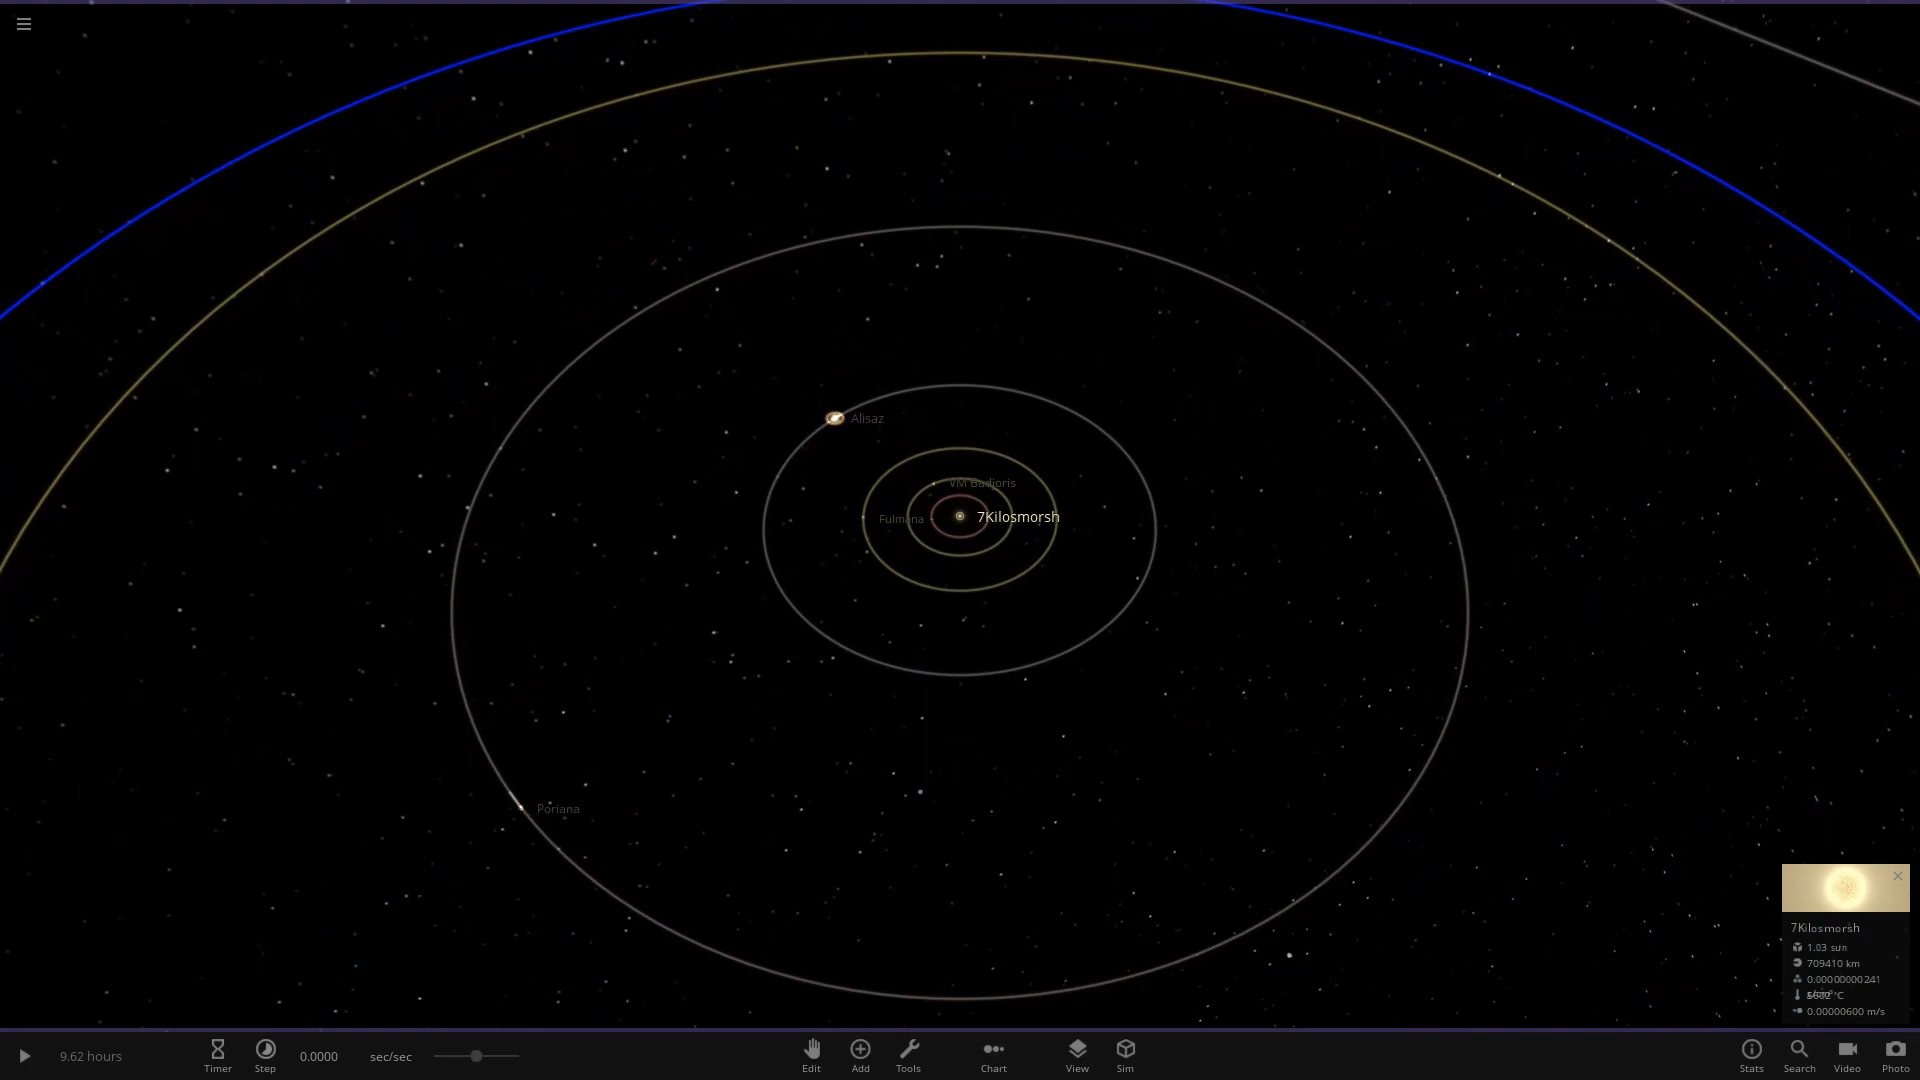 Alisaz
VM Badjoris
Fulmana
7Kilosmorsh
Poriana
7Kilosmorsh
1.03 sun
709410 km
0.00000000241
°C
0.00000600 m/s
9.62 hours
Timer
Step
0.0000
sec/sec
Edit
Add
Tools
Chart
View
Sim
Stats
Search
Video
Photo